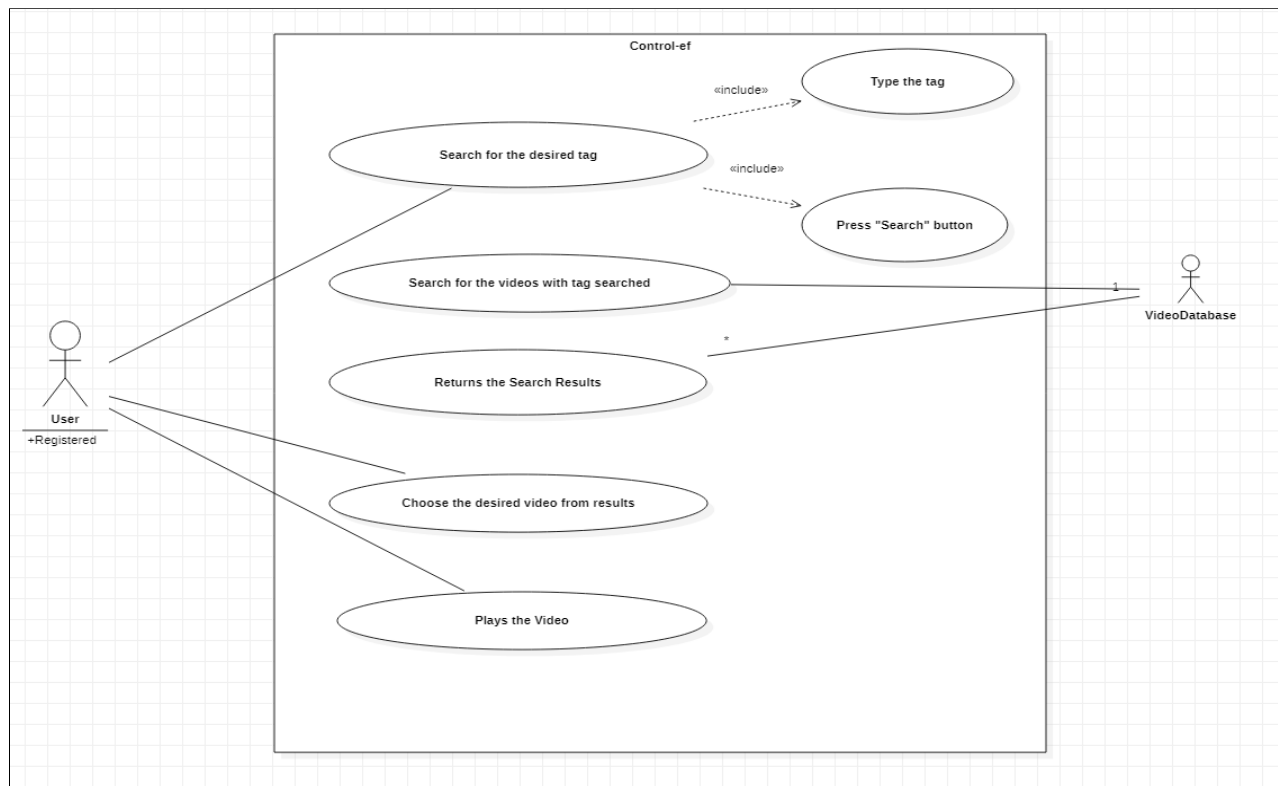 Control-ef
Type the tag
«include»
Search for the desired tag
«include»
Press "Search" button
Search for the videos with tag searched
1
VideoDatabase
*
Returns the Search Results
User
+Registered
Choose the desired video from results
Plays the Video